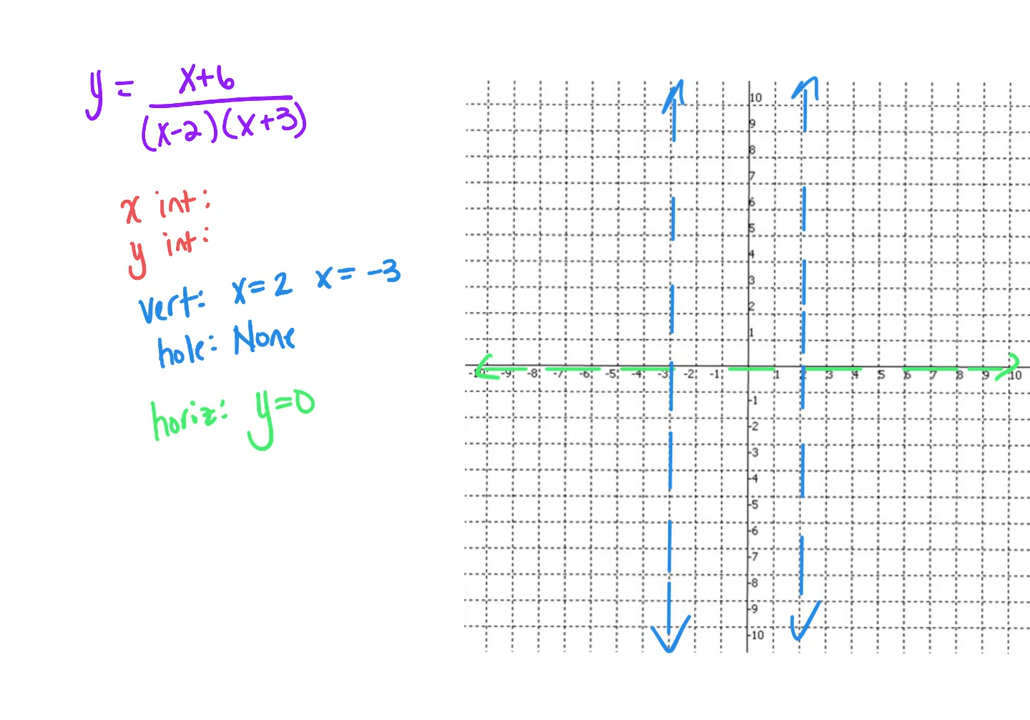 y = x+6
(x-2)(x+3)
x int:
y int:
vert: x=2 x=-3
hole: None
horiz: y=0
10
9
8
7
6
5
4
3
2
1
-10 -9 -8 -7 -6 -5 -4 -3 -2 -1 1 2 3 4 5 6 7 8 9 10
-1
-2
-3
-4
-5
-6
-7
-8
-9
-10